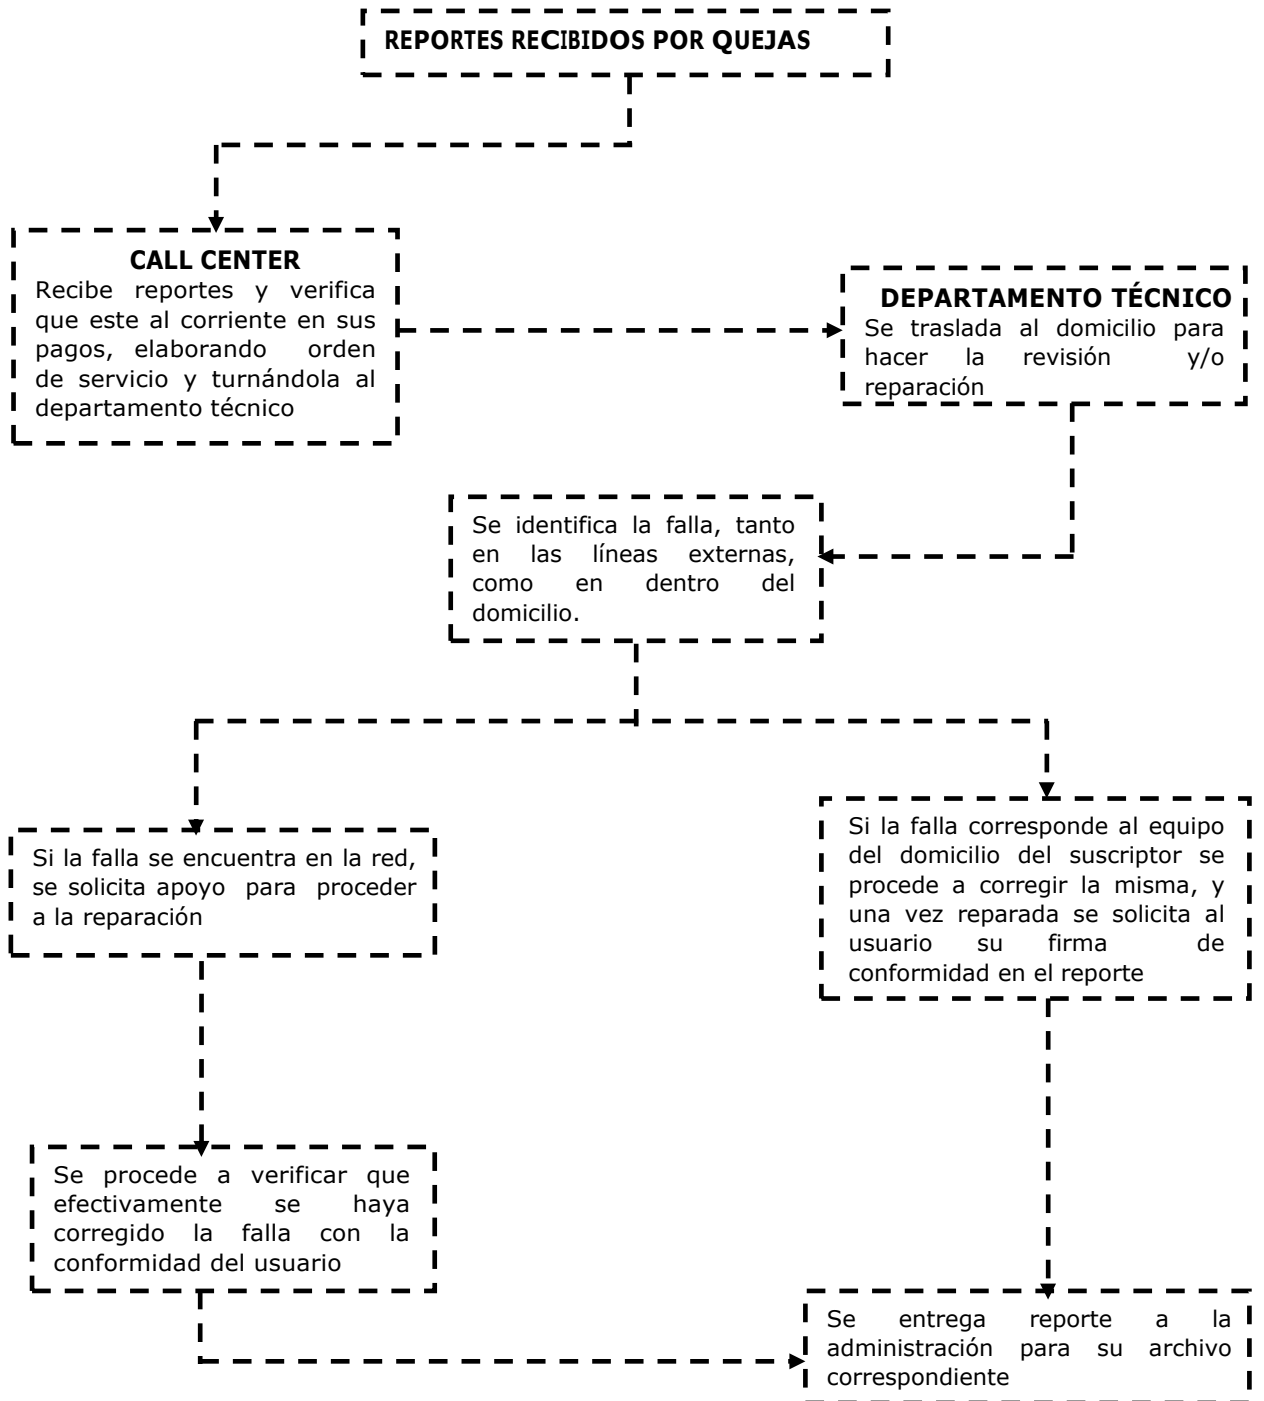 REPORTES RECIBIDOS POR QUEJAS
CALL CENTER
Recibe reportes y verifica
que este al corriente en sus
pagos, elaborando orden
de servicio y turnándola al
departamento técnico
DEPARTAMENTO TÉCNICO
Se traslada al domicilio para
hacer la revisión y/o
reparación
Se identifica la falla, tanto
en las líneas externas,
como en dentro del
domicilio.
Si la falla se encuentra en la red,
se solicita apoyo para proceder
a la reparación
Si la falla corresponde al equipo
del domicilio del suscriptor se
procede a corregir la misma, y
una vez reparada se solicita al
usuario su firma de
conformidad en el reporte
Se procede a verificar que
efectivamente se haya
corregido la falla con la
conformidad del usuario
Se entrega reporte a la
administración para su archivo
correspondiente